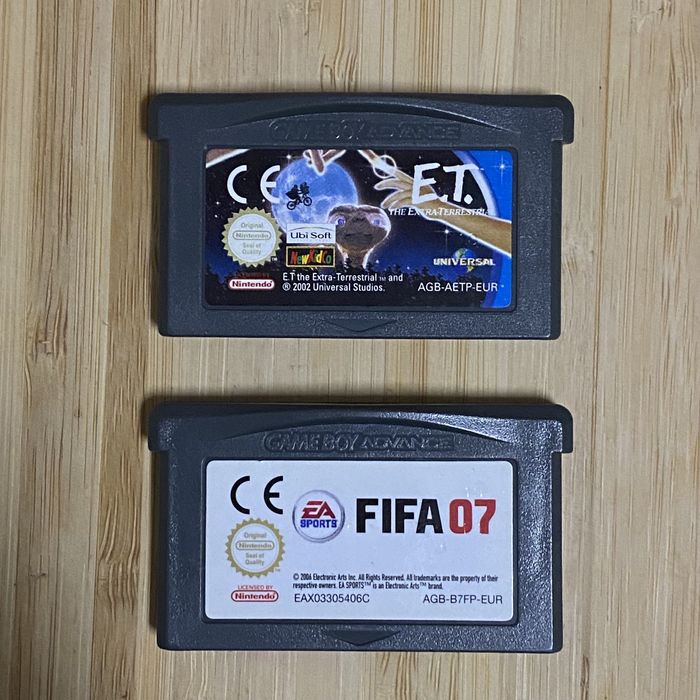 GAME BOY ADVANCE
CE
E.T.
THE EXTRA-TERRESTRIAL
Original
Nintendo
Seal of
Quality
Ubi Soft
NewKidCo
UNIVERSAL
LICENSED BY
Nintendo
E.T the Extra-Terrestrial ™ and
® 2002 Universal Studios.
AGB-AETP-EUR
GAME BOY ADVANCE
CE
EA
SPORTS
FIFA 07
Original
Nintendo
Seal of
Quality
© 2006 Electronic Arts Inc. All Rights Reserved. All trademarks are the property of their
respective owners. EA SPORTS™ is an Electronic Arts™ brand.
LICENSED BY
Nintendo
EAX03305406C
AGB-B7FP-EUR